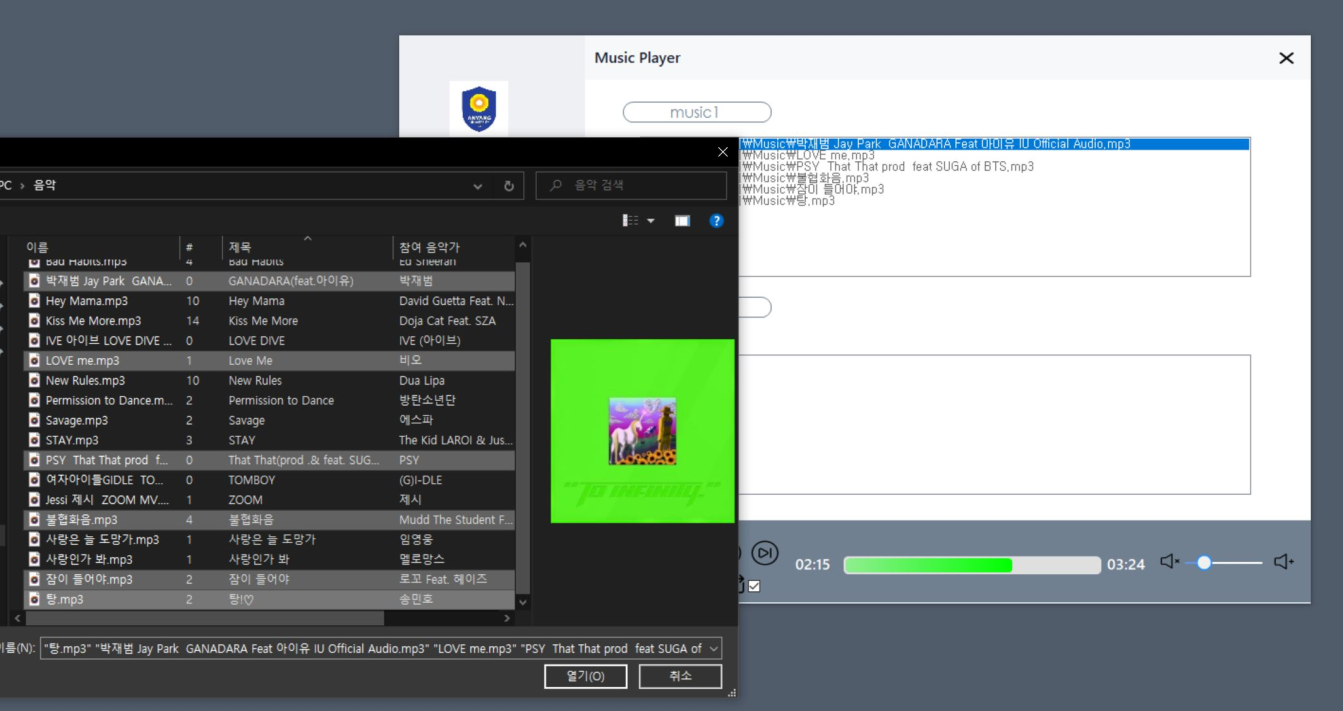 Music Player
ANYANG
music1
₩Music₩박재범 Jay Park  GANADARA Feat 아이유 IU Official Audio,mp3
₩Music₩LOVE me,mp3
₩Music₩PSY  That That prod  feat SUGA of BTS,mp3
₩Music₩불협화음,mp3
₩Music₩잠이 들어야,mp3
₩Music₩탕,mp3
PC › 음악
음악 검색
이름 # 제목 참여 음악가
Bad Habits.mp3 4 Bad Habits Ed Sheeran
박재범 Jay Park  GANA... 0 GANADARA(feat.아이유) 박재범
Hey Mama.mp3 10 Hey Mama David Guetta Feat. N...
Kiss Me More.mp3 14 Kiss Me More Doja Cat Feat. SZA
IVE 아이브 LOVE DIVE ... 0 LOVE DIVE IVE (아이브)
LOVE me.mp3 1 Love Me 비오
New Rules.mp3 10 New Rules Dua Lipa
Permission to Dance.m... 2 Permission to Dance 방탄소년단
Savage.mp3 2 Savage 에스파
STAY.mp3 3 STAY The Kid LAROI & Jus...
PSY  That That prod  f... 0 That That(prod .& feat. SUG... PSY
여자아이들GIDLE  TO... 0 TOMBOY (G)I-DLE
Jessi 제시  ZOOM MV.... 1 ZOOM 제시
불협화음.mp3 4 불협화음 Mudd The Student F...
사랑은 늘 도망가.mp3 1 사랑은 늘 도망가 임영웅
사랑인가 봐.mp3 1 사랑인가 봐 멜로망스
잠이 들어야.mp3 2 잠이 들어야 로꼬 Feat. 헤이즈
탕.mp3 2 탕!♡ 송민호
"TO INFINITY."
이름(N): "탕.mp3" "박재범 Jay Park  GANADARA Feat 아이유 IU Official Audio.mp3" "LOVE me.mp3" "PSY  That That prod  feat SUGA of
열기(O) 취소
02:15 03:24